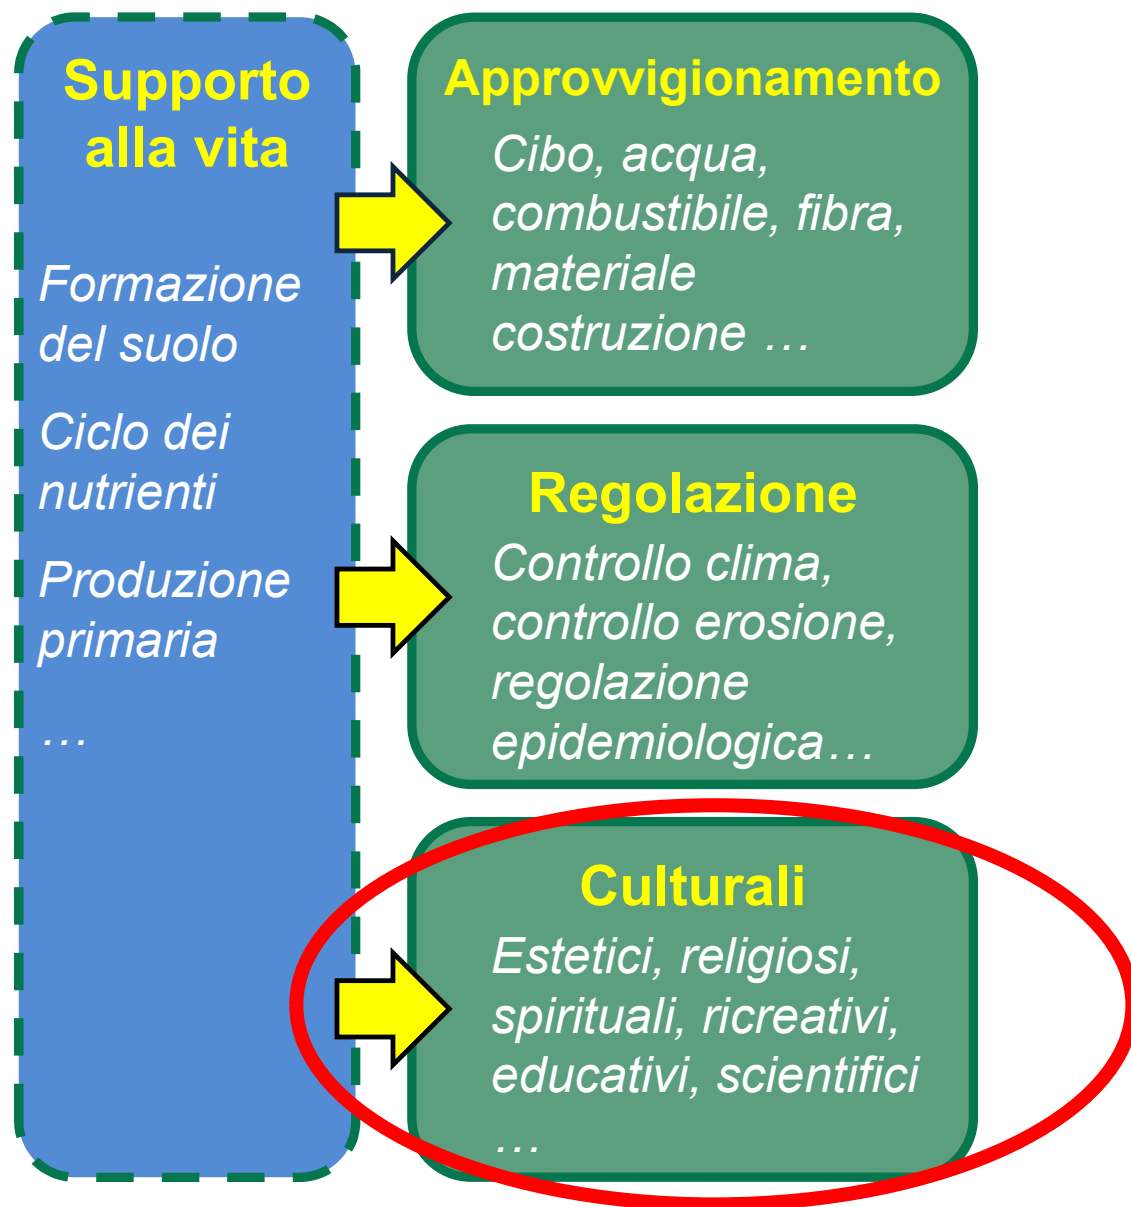 Supporto
alla vita
Formazione
del suolo
Ciclo dei
nutrienti
Produzione
primaria
…
Approvvigionamento
Cibo, acqua,
combustibile, fibra,
materiale
costruzione …
Regolazione
Controllo clima,
controllo erosione,
regolazione
epidemiologica…
Culturali
Estetici, religiosi,
spirituali, ricreativi,
educativi, scientifici
…